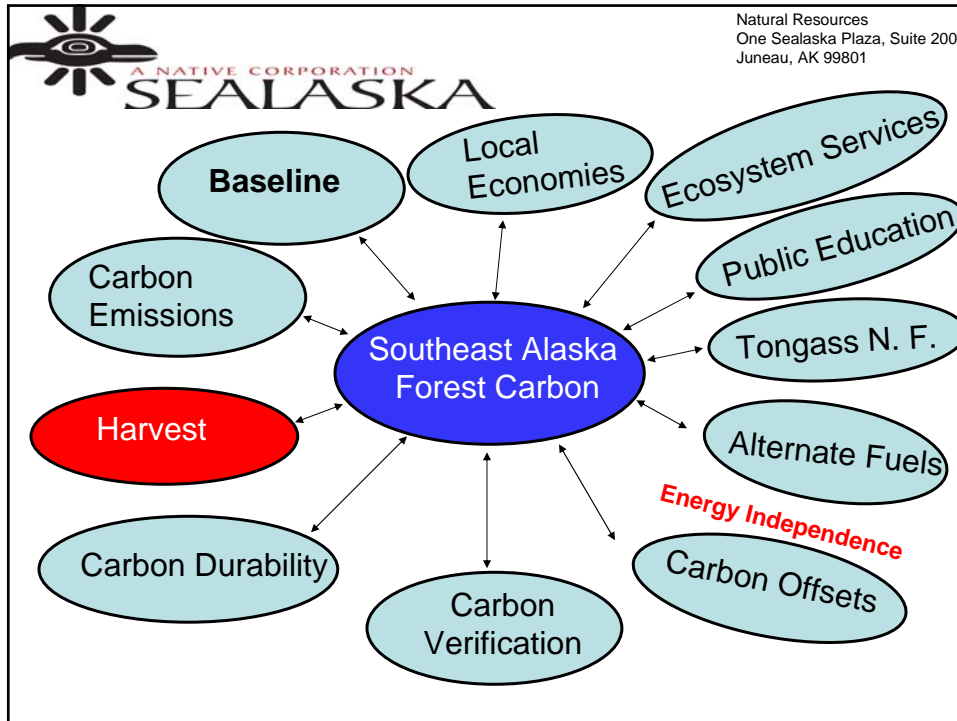 Natural Resources
One Sealaska Plaza, Suite 200
Juneau, AK 99801
A NATIVE CORPORATION
SEALASKA
Baseline
Local
Economies
Ecosystem Services
Public Education
Carbon
Emissions
Southeast Alaska
Forest Carbon
Tongass N. F.
Harvest
Alternate Fuels
Energy Independence
Carbon Durability
Carbon Offsets
Carbon
Verification